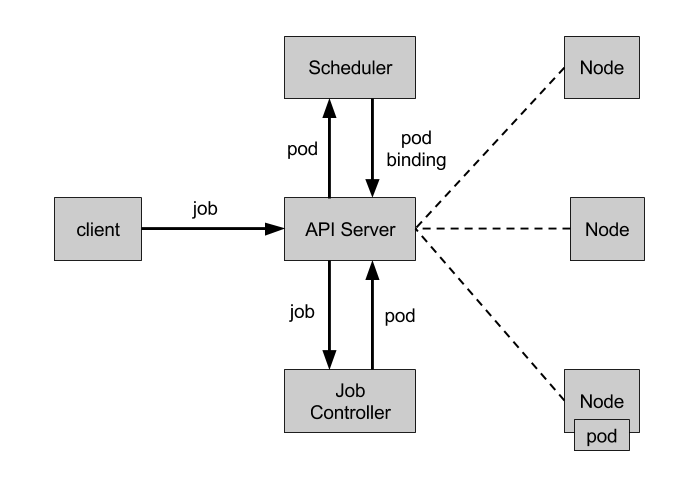 Scheduler
Node
pod
pod
binding
job
client
API Server
Node
job
pod
Job
Controller
Node
pod